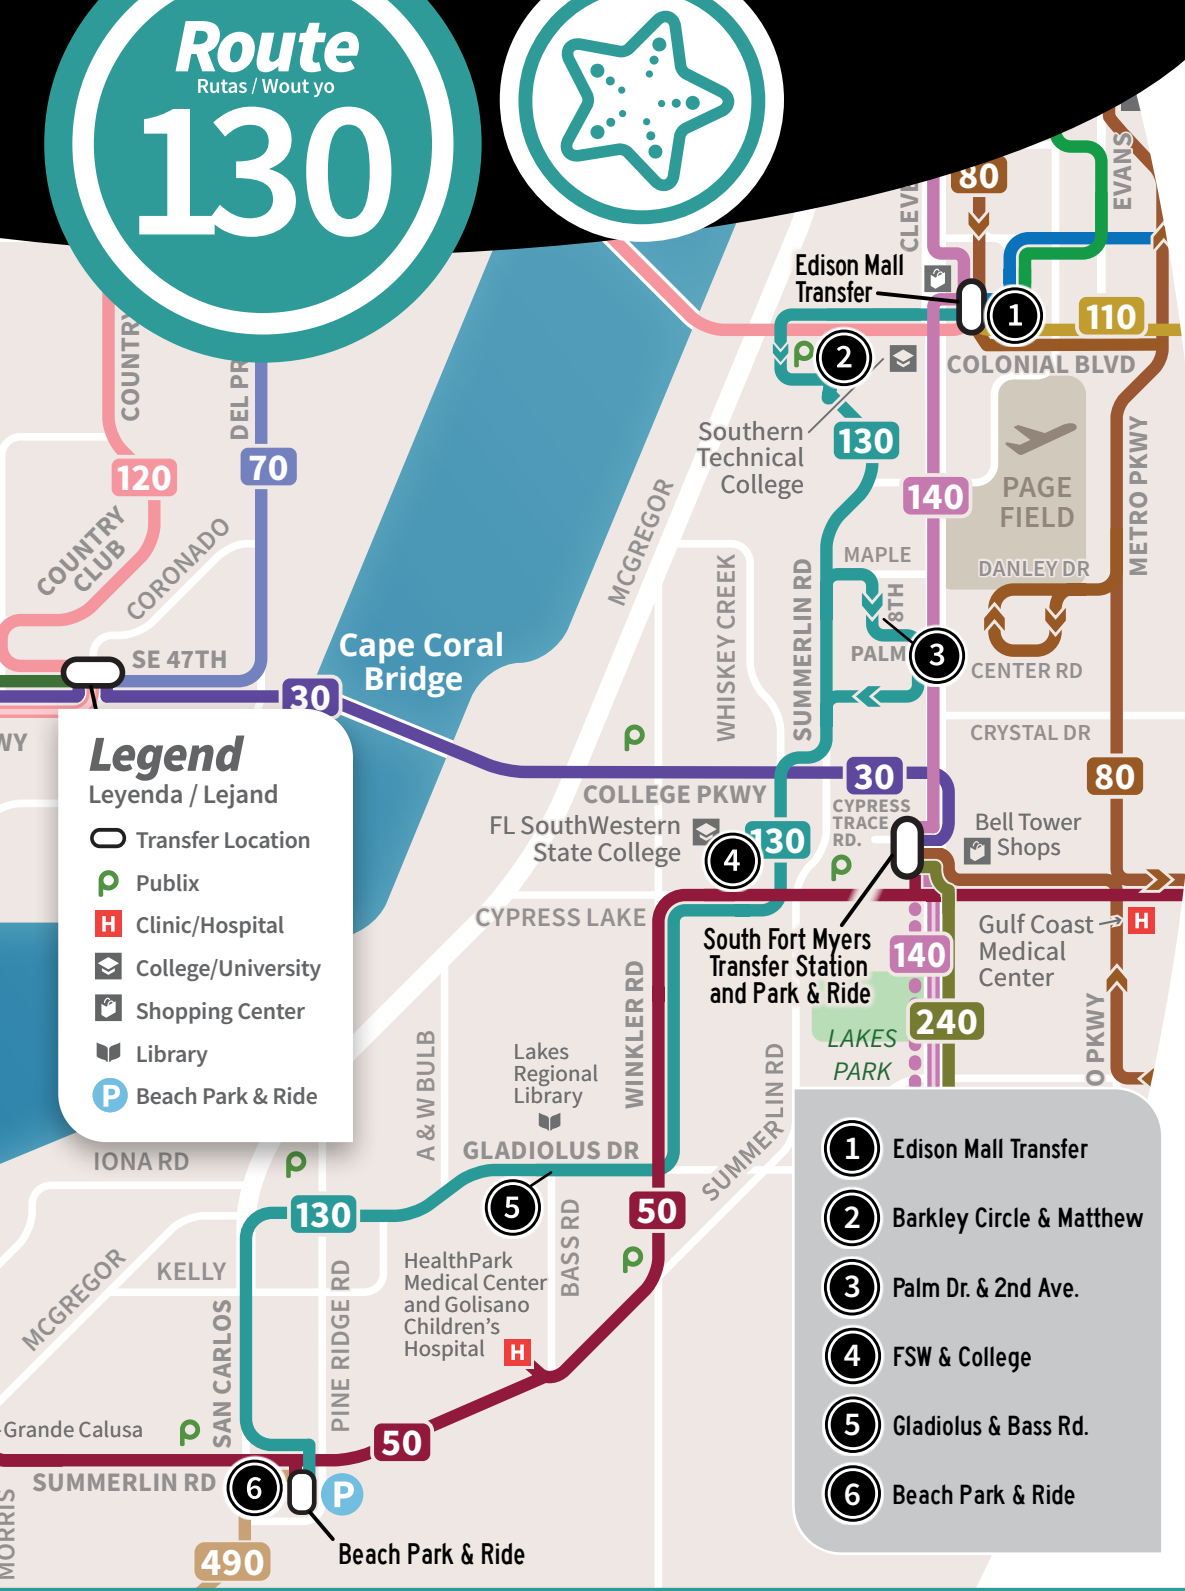 Route
Rutas / Wout yo
130
80
CLEVE
EVANS
Edison Mall
Transfer
1
110
COLONIAL BLVD
2
COUNTRY
DEL PR
120
70
130
Southern
Technical
College
140
PAGE
FIELD
METRO PKWY
COUNTRY
CLUB
CORONADO
MCGREGOR
WHISKEY CREEK
SUMMERLIN RD
MAPLE
8TH
DANLEY DR
PALM
3
CENTER RD
SE 47TH
Cape Coral
Bridge
30
CRYSTAL DR
WY
Legend
Leyenda / Lejand
Transfer Location
Publix
H Clinic/Hospital
College/University
Shopping Center
Library
P Beach Park & Ride
30
80
COLLEGE PKWY
CYPRESS
TRACE
RD.
FL SouthWestern
State College
4
130
Bell Tower
Shops
CYPRESS LAKE
South Fort Myers
Transfer Station
and Park & Ride
140
Gulf Coast
Medical
Center
H
240
LAKES
PARK
O PKWY
WINKLER RD
SUMMERLIN RD
A & W BULB
Lakes
Regional
Library
GLADIOLUS DR
IONA RD
5
130
50
BASS RD
KELLY
MCGREGOR
SAN CARLOS
PINE RIDGE RD
HealthPark
Medical Center
and Golisano
Children's
Hospital
H
-Grande Calusa
50
SUMMERLIN RD
6
P
MORRIS
490
Beach Park & Ride
1 Edison Mall Transfer
2 Barkley Circle & Matthew
3 Palm Dr. & 2nd Ave.
4 FSW & College
5 Gladiolus & Bass Rd.
6 Beach Park & Ride